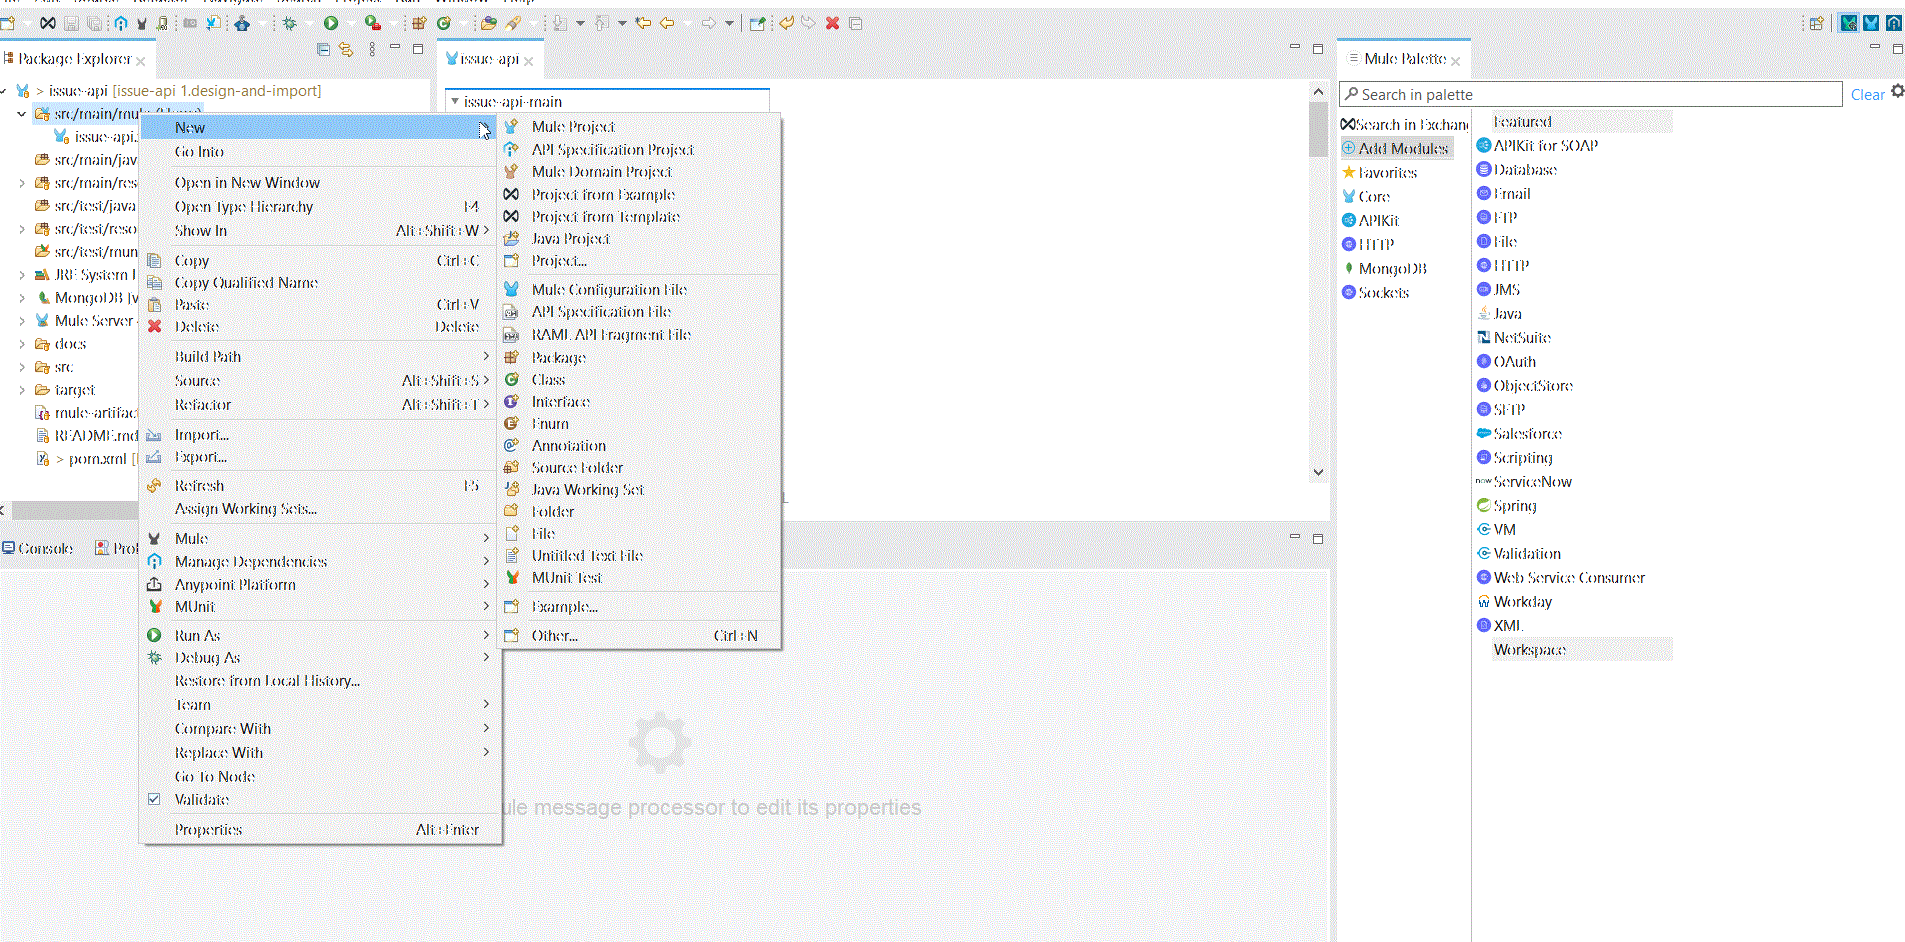 Package Explorer
> issue-api [issue-api 1.design-and-import]
src/main/mule (Flows)
issue-api.
src/main/jav
src/main/res
src/test/java
src/test/reso
src/test/mun
JRE System l
MongoDB Jv
Mule Server
docs
src
target
mule-artifac
README.md
> pom.xml [
New
Go Into
Open in New Window
Open Type Hierarchy F4
Show In Alt+Shift+W >
Copy Ctrl+C
Copy Qualified Name
Paste Ctrl+V
Delete Delete
Build Path
Source Alt+Shift+S >
Refactor Alt+Shift+T >
Import...
Export...
Refresh F5
Assign Working Sets...
Mule
Manage Dependencies
Anypoint Platform
MUnit
Run As
Debug As
Restore from Local History...
Team
Compare With
Replace With
Go To Node
Validate
Properties Alt+Enter
issue-api
issue-api-main
Mule Project
API Specification Project
Mule Domain Project
Project from Example
Project from Template
Java Project
Project...
Mule Configuration File
API Specification File
RAML API Fragment File
Package
Class
Interface
Enum
Annotation
Source Folder
Java Working Set
Folder
File
Untitled Text File
MUnit Test
Example...
Other... Ctrl+N
Console
Prol
ule message processor to edit its properties
Mule Palette
Search in palette
Clear
Search in Exchang
Add Modules
Favorites
Core
APIKit
HTTP
MongoDB
Sockets
Featured
APIKit for SOAP
Database
Email
FTP
File
HTTP
JMS
Java
NetSuite
OAuth
ObjectStore
SFTP
Salesforce
Scripting
now ServiceNow
Spring
VM
Validation
Web Service Consumer
Workday
XML
Workspace